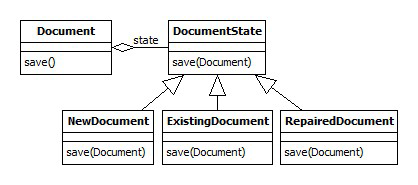 Document
state
DocumentState
save()
save(Document)
NewDocument
ExistingDocument
RepairedDocument
save(Document)
save(Document)
save(Document)